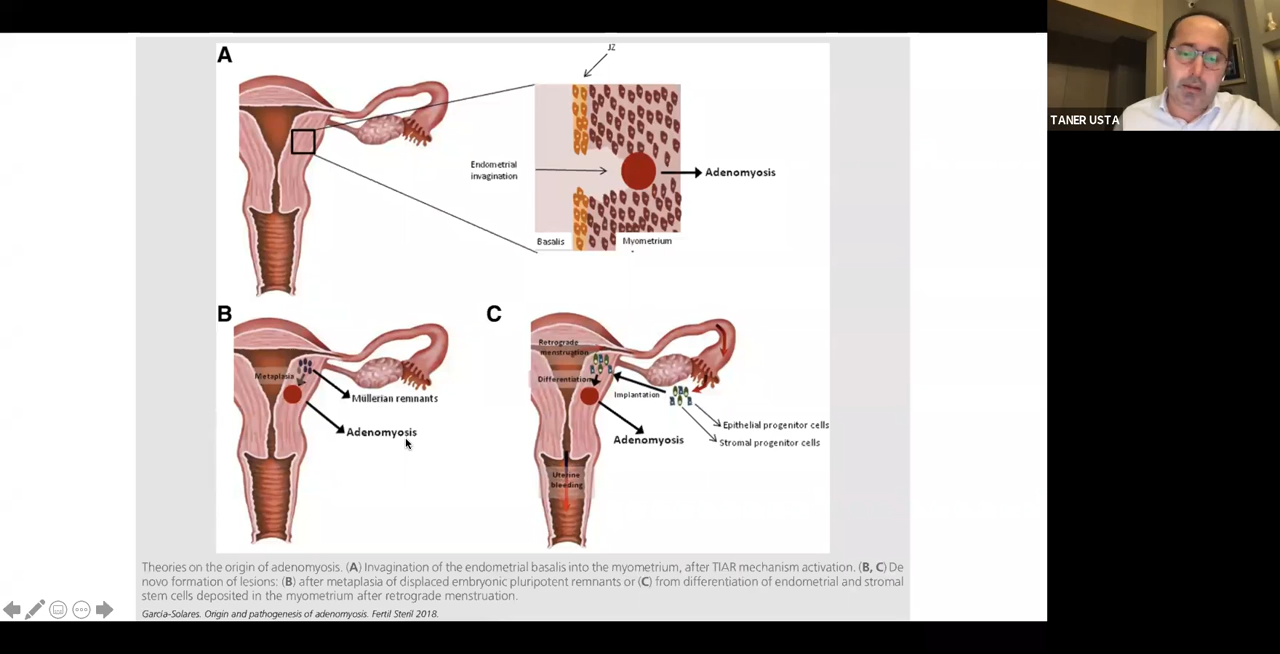 A
JZ
Endometrial
invagination
Adenomyosis
Basalis
Myometrium
B
Metaplasia
Müllerian remnants
Adenomyosis
C
Retrograde
menstruation
Differentiation
Implantation
Epithelial progenitor cells
Stromal progenitor cells
Adenomyosis
Uterine
bleeding
Theories on the origin of adenomyosis. (A) Invagination of the endometrial basalis into the myometrium, after TIAR mechanism activation. (B, C) De
novo formation of lesions: (B) after metaplasia of displaced embryonic pluripotent remnants or (C) from differentiation of endometrial and stromal
stem cells deposited in the myometrium after retrograde menstruation.
Garcia-Solares. Origin and pathogenesis of adenomyosis. Fertil Steril 2018.
TANER USTA